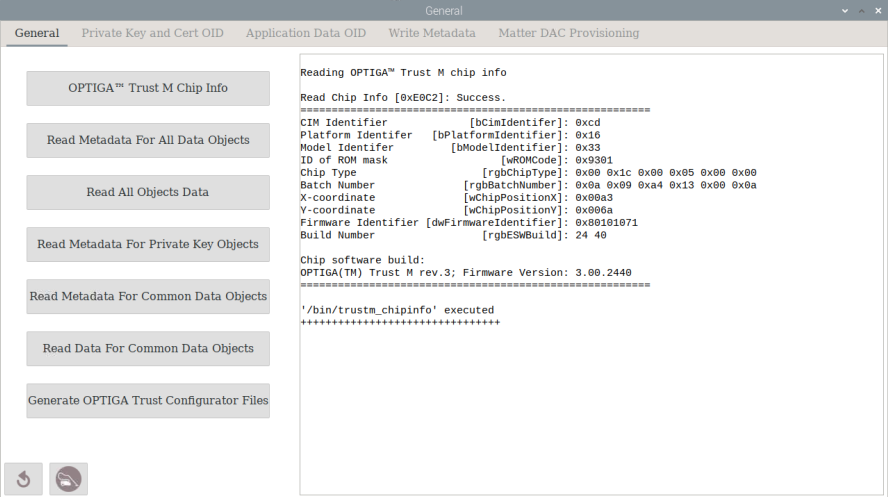 General
General Private Key and Cert OID Application Data OID Write Metadata Matter DAC Provisioning
OPTIGA™ Trust M Chip Info
Read Metadata For All Data Objects
Read All Objects Data
Read Metadata For Private Key Objects
Read Metadata For Common Data Objects
Read Data For Common Data Objects
Generate OPTIGA Trust Configurator Files
Reading OPTIGA™ Trust M chip info
Read Chip Info [0xE0C2]: Success.
========================================================
CIM Identifier [bCimIdentifer]: 0xcd
Platform Identifer [bPlatformIdentifier]: 0x16
Model Identifer [bModelIdentifier]: 0x33
ID of ROM mask [wROMCode]: 0x9301
Chip Type [rgbChipType]: 0x00 0x1c 0x00 0x05 0x00 0x00
Batch Number [rgbBatchNumber]: 0x0a 0x09 0xa4 0x13 0x00 0x0a
X-coordinate [wChipPositionX]: 0x00a3
Y-coordinate [wChipPositionY]: 0x006a
Firmware Identifier [dwFirmwareIdentifier]: 0x80101071
Build Number [rgbESWBuild]: 24 40
Chip software build:
OPTIGA(TM) Trust M rev.3; Firmware Version: 3.00.2440
========================================================
'/bin/trustm_chipinfo' executed
++++++++++++++++++++++++++++++++